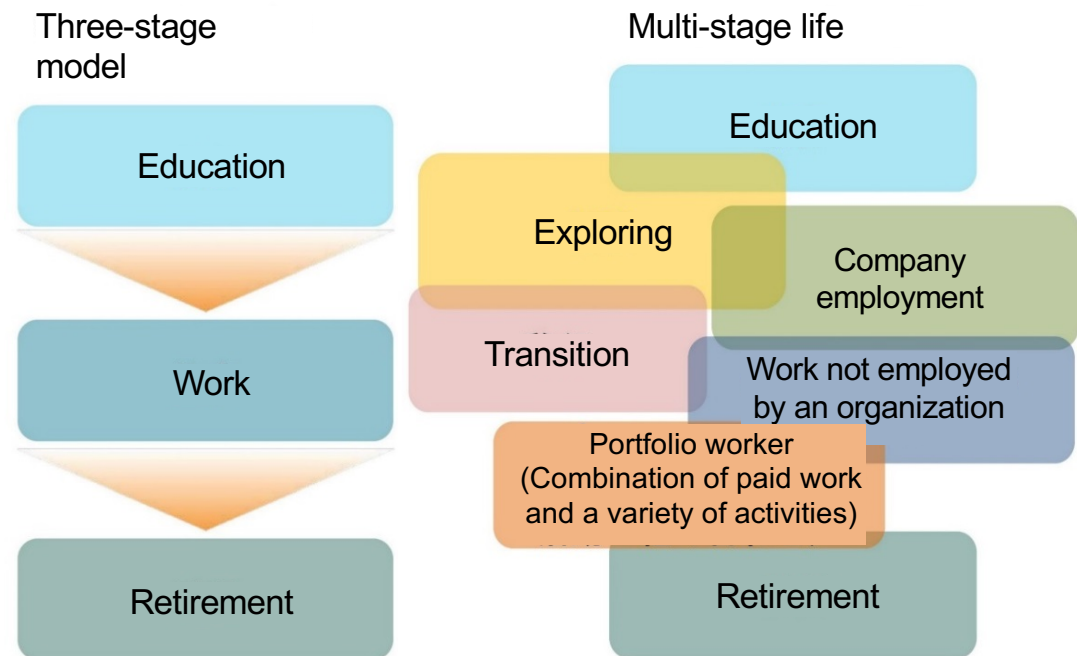 Three-stage
model
Education
Work
Retirement
Multi-stage life
Education
Exploring
Company
employment
Transition
Work not employed
by an organization
Portfolio worker
(Combination of paid work
and a variety of activities)
Retirement